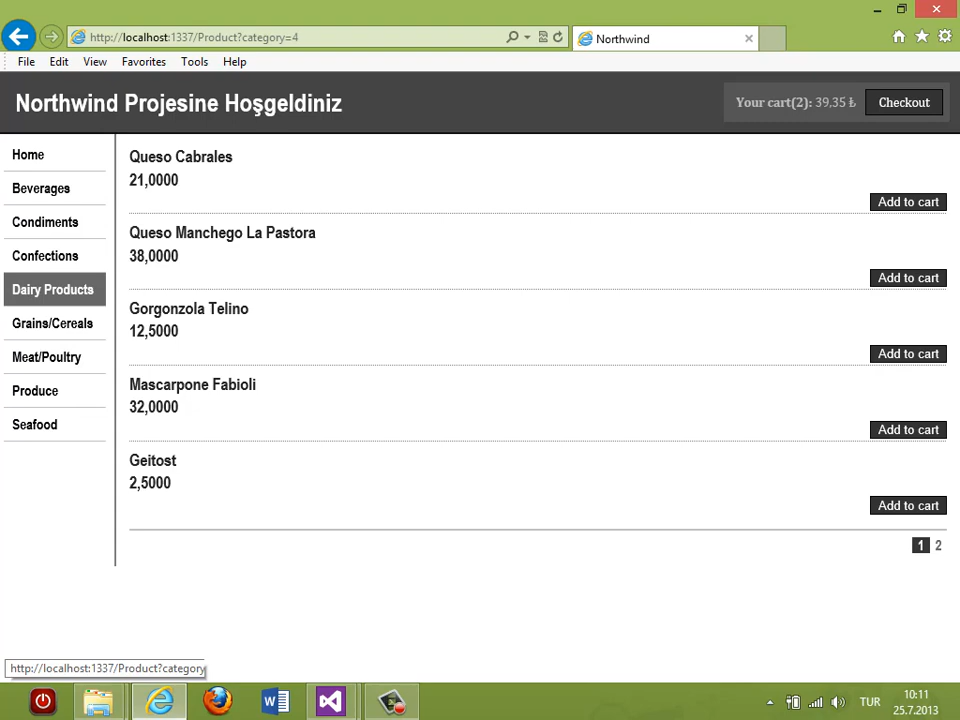 http://localhost:1337/Product?category=4
Northwind
File Edit View Favorites Tools Help
Northwind Projesine Hoşgeldiniz
Your cart(2): 39,35 ₺
Checkout
Home
Beverages
Condiments
Confections
Dairy Products
Grains/Cereals
Meat/Poultry
Produce
Seafood
Queso Cabrales
21,0000
Add to cart
Queso Manchego La Pastora
38,0000
Add to cart
Gorgonzola Telino
12,5000
Add to cart
Mascarpone Fabioli
32,0000
Add to cart
Geitost
2,5000
Add to cart
1 2
http://localhost:1337/Product?category
TUR
10:11
25.7.2013